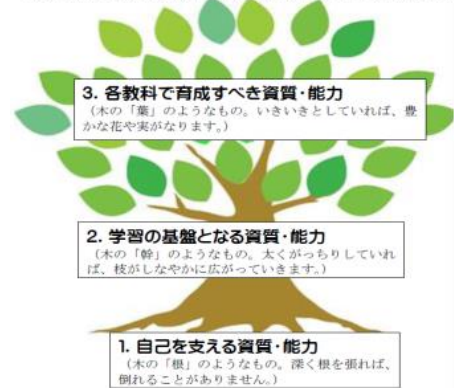 3. 各教科で育成すべき資質・能力
（木の「葉」のようなもの。いきいきとしていれば、豊
かな花や実がなります。）
2. 学習の基盤となる資質・能力
（木の「幹」のようなもの。太くがっちりしていれ
ば、枝がしなやかに広がっていきます。）
1. 自己を支える資質・能力
（木の「根」のようなもの。深く根を張れば、
倒れることがありません。）